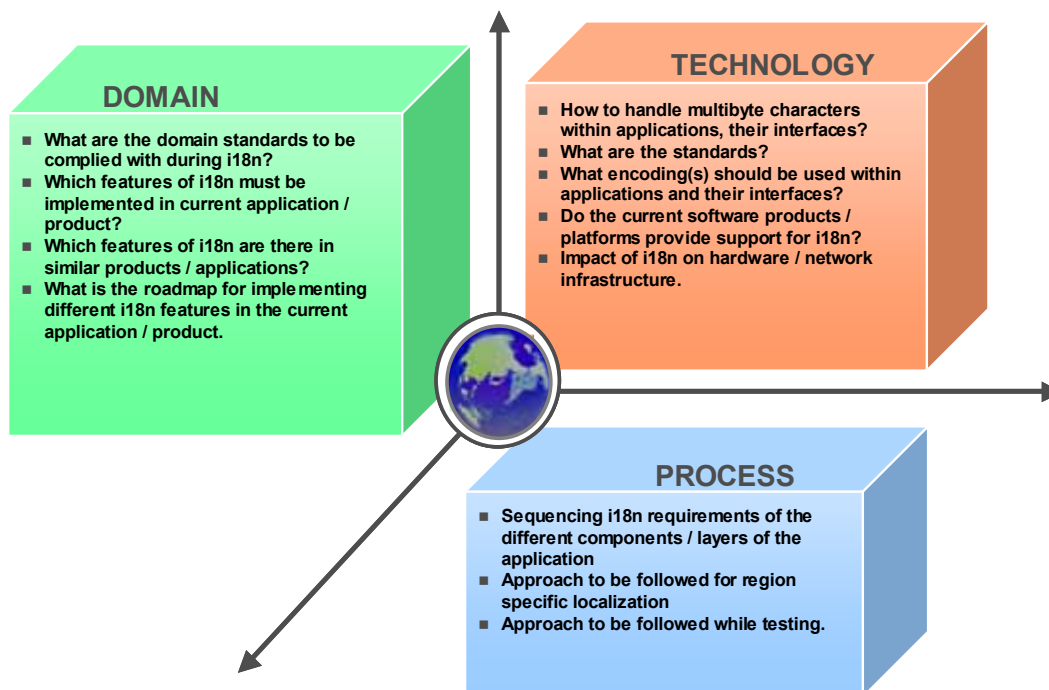 DOMAIN
■ What are the domain standards to be
complied with during i18n?
■ Which features of i18n must be
implemented in current application /
product?
■ Which features of i18n are there in
similar products / applications?
■ What is the roadmap for implementing
different i18n features in the current
application / product.
TECHNOLOGY
■ How to handle multibyte characters
within applications, their interfaces?
■ What are the standards?
■ What encoding(s) should be used within
applications and their interfaces?
■ Do the current software products /
platforms provide support for i18n?
■ Impact of i18n on hardware / network
infrastructure.
PROCESS
■ Sequencing i18n requirements of the
different components / layers of the
application
■ Approach to be followed for region
specific localization
■ Approach to be followed while testing.